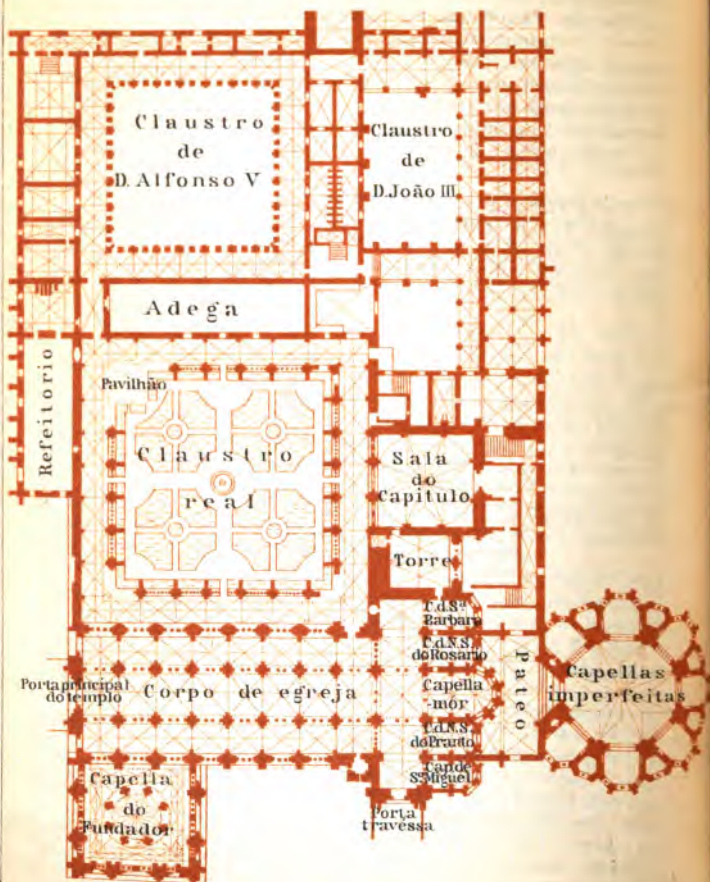 Claustro
de
D. Alfonso V
Claustro
de
D. João III
Adega
Refeitorio
Pavilhão
Claustro
real
Sala
do
Capitulo
Torre
C.d.Sª
Barbara
C.d.N.S.
do Rosario
Capella
-mór
C.d.N.S.
do Pranto
Cap. de
S. Miguel
Pateo
Capellas
imperfeitas
Porta principal
do templo
Corpo de egreja
Capella
do
Fundador
Porta
travéssa